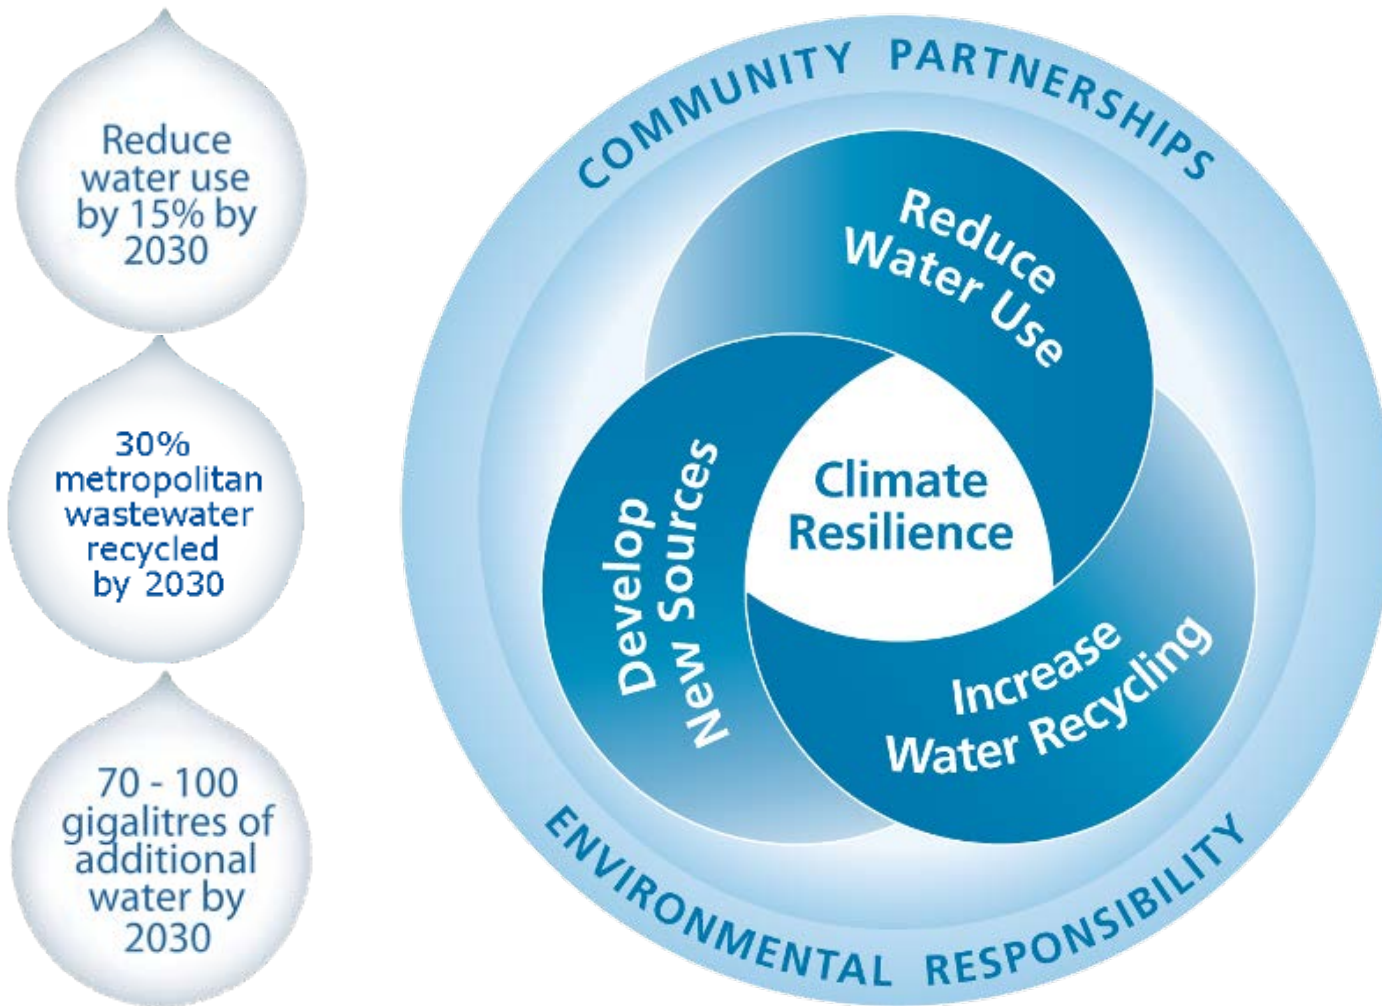 Reduce
water use
by 15% by
2030
30%
metropolitan
wastewater
recycled
by 2030
70 - 100
gigalitres of
additional
water by
2030
COMMUNITY PARTNERSHIPS
Reduce
Water Use
Climate
Resilience
Develop
New Sources
Increase
Water Recycling
ENVIRONMENTAL RESPONSIBILITY